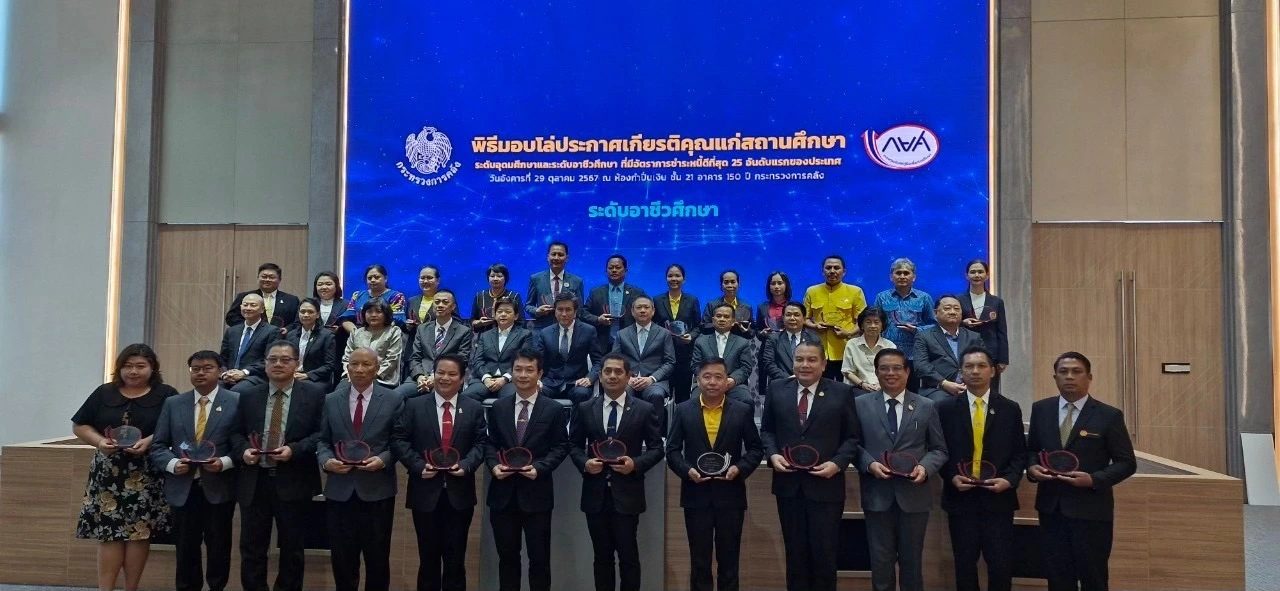 พิธีมอบโล่ประกาศเกียรติคุณแก่สถานศึกษา
ระดับอุดมศึกษาและระดับอาชีวศึกษา ที่มีอัตราการชำระหนี้ดีที่สุด 25 อันดับแรกของประเทศ
วันอังคารที่ 29 ตุลาคม 2567 ณ ห้องกำปั่นเงิน ชั้น 21 อาคาร 150 ปี กระทรวงการคลัง
ระดับอาชีวศึกษา
กระทรวงการคลัง
กยศ